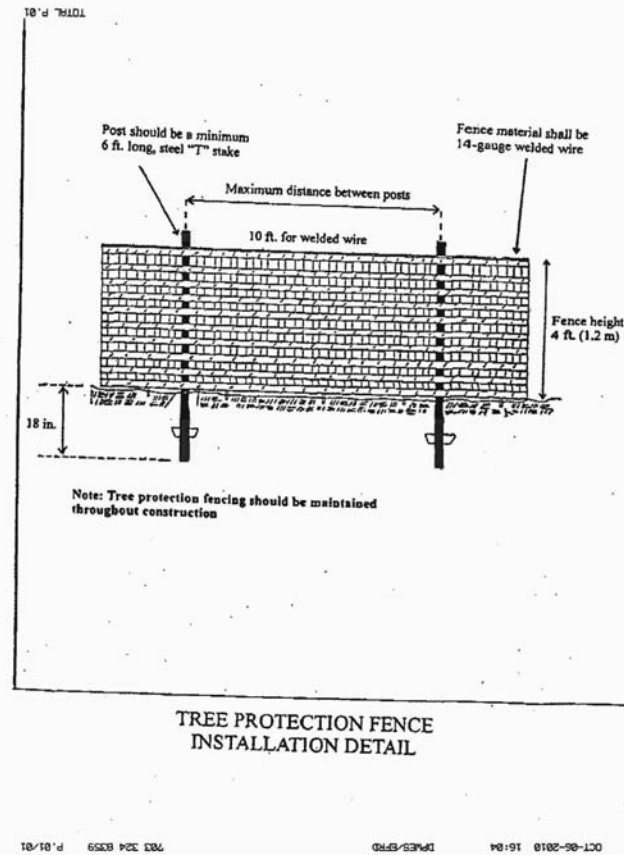 TOTAL P.01
Post should be a minimum
6 ft. long, steel "T" stake
Fence material shall be
14-gauge welded wire
Maximum distance between posts
10 ft. for welded wire
Fence height
4 ft. (1.2 m)
18 in.
Note: Tree protection fencing should be maintained
throughout construction
TREE PROTECTION FENCE
INSTALLATION DETAIL
OCT-06-2010 16:04 DPWES/EFRD 703 324 8359 P.01/01